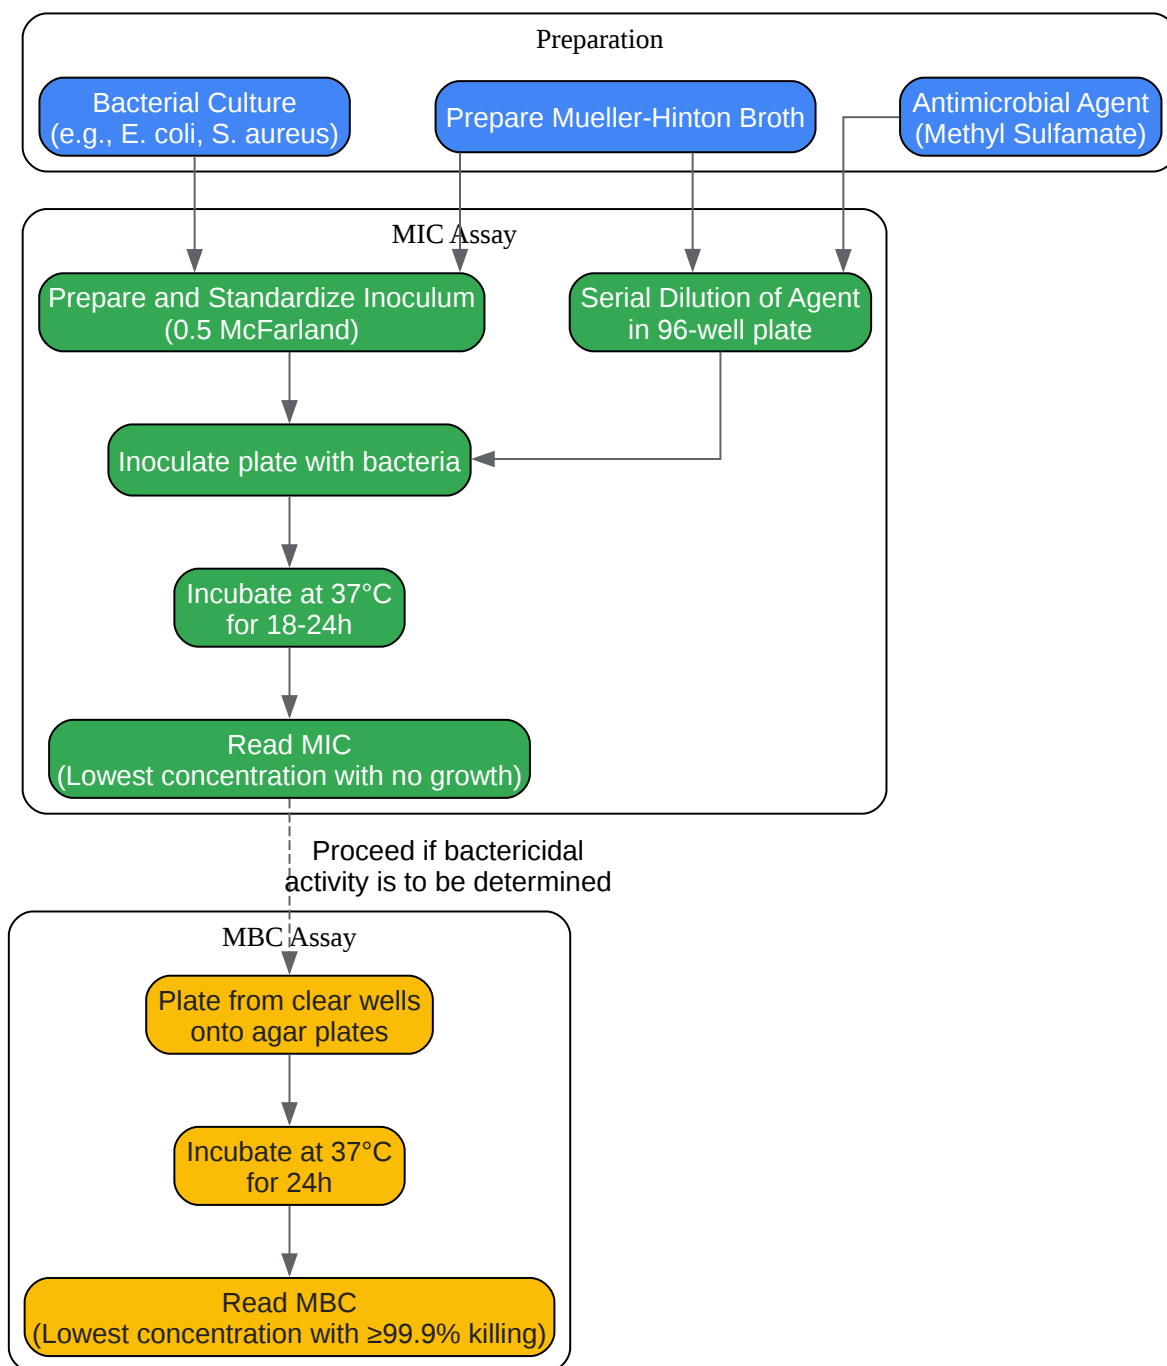 Preparation
Bacterial Culture
(e.g., E. coli, S. aureus)
Prepare Mueller-Hinton Broth
Antimicrobial Agent
(Methyl Sulfamate)
MIC Assay
Prepare and Standardize Inoculum
(0.5 McFarland)
Serial Dilution of Agent
in 96-well plate
Inoculate plate with bacteria
Incubate at 37°C
for 18-24h
Read MIC
(Lowest concentration with no growth)
Proceed if bactericidal
activity is to be determined
MBC Assay
Plate from clear wells
onto agar plates
Incubate at 37°C
for 24h
Read MBC
(Lowest concentration with ≥99.9% killing)